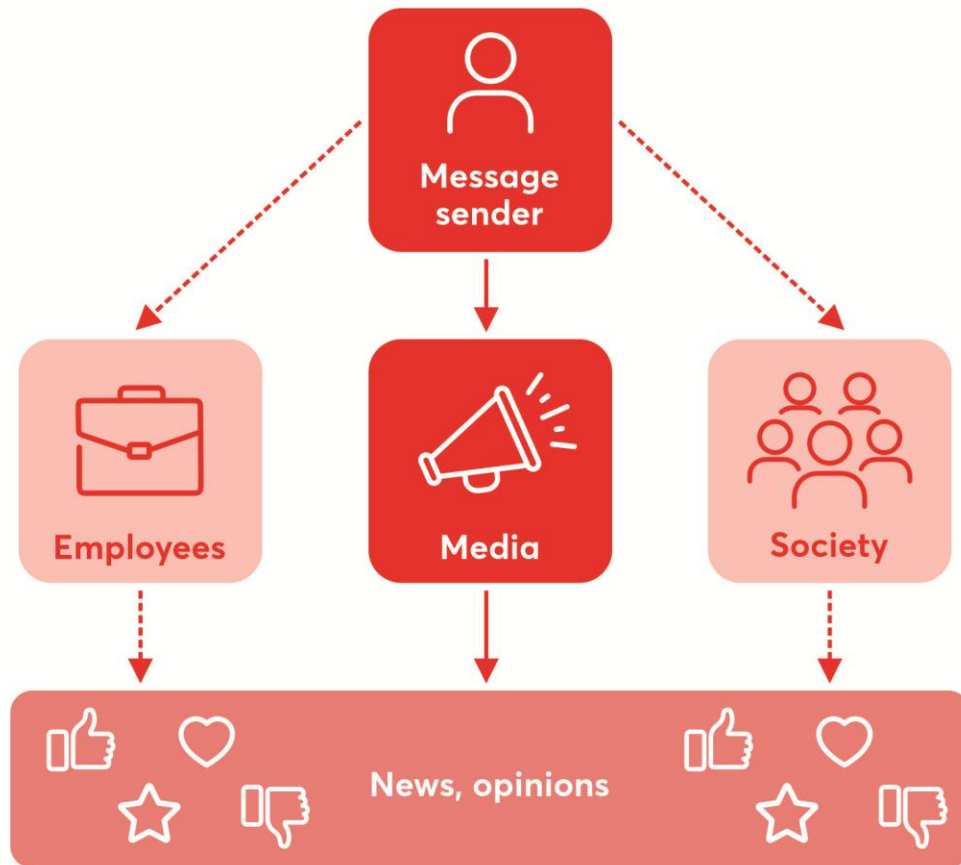 Message
sender
Employees
Media
Society
News, opinions